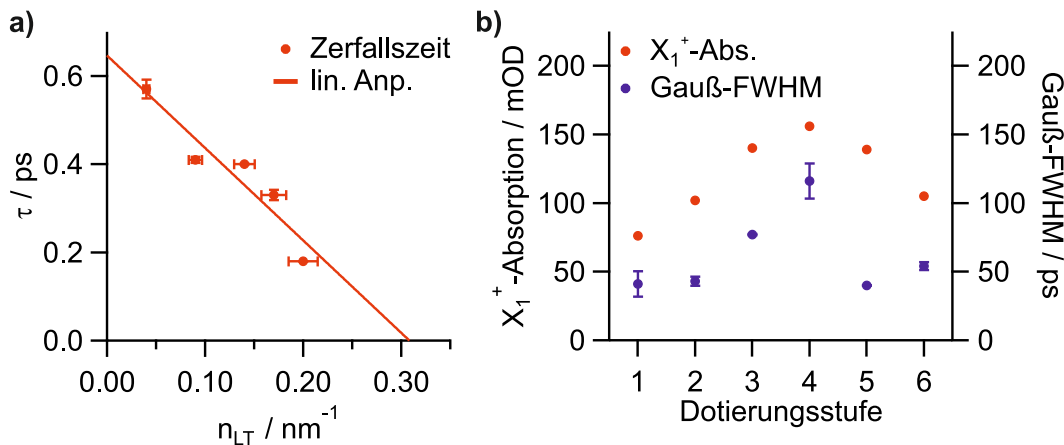 a)
Zerfallszeit
lin. Anp.
0.6
0.4
0.2
0.0
τ / ps
0.00 0.10 0.20 0.30
n_LT / nm⁻¹
b)
X₁⁺-Abs.
Gauß-FWHM
200
150
100
50
0
X₁⁺-Absorption / mOD
200
150
100
50
0
Gauß-FWHM / ps
1 2 3 4 5 6
Dotierungsstufe